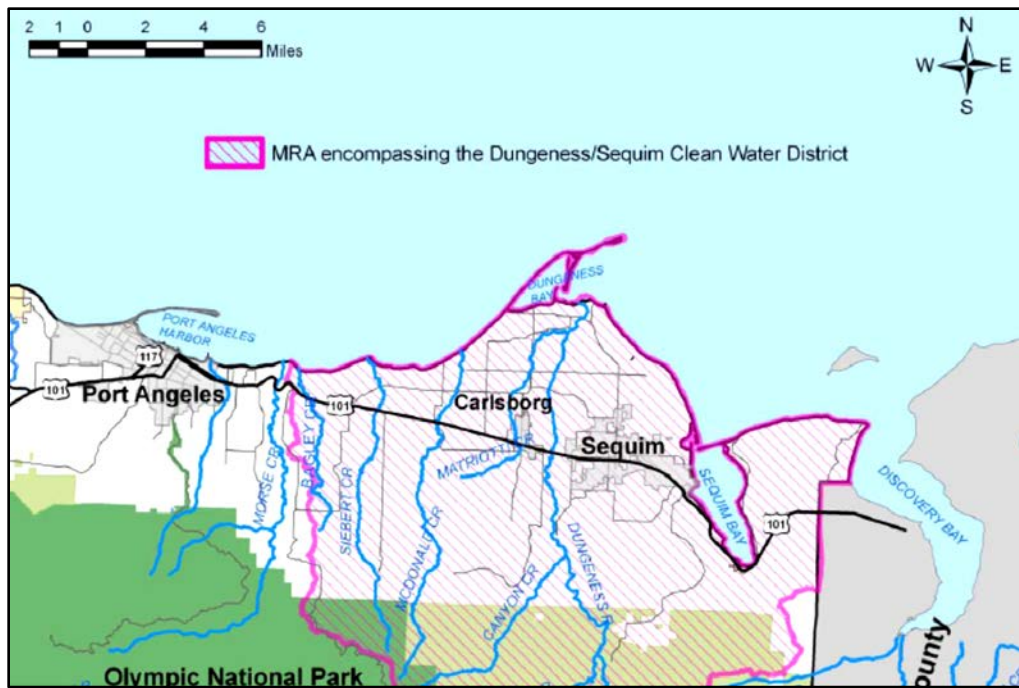 2 1 0 2 4 6
Miles
N
W E
S
MRA encompassing the Dungeness/Sequim Clean Water District
DUNGENESS
BAY
PORT ANGELES
HARBOR
117
101
Port Angeles
101
Carlsborg
Sequim
MATRIOTTI CR
MORSE CR
BAGLEY CR
SIEBERT CR
MCDONALD CR
CANYON CR
DUNGENESS R
SEQUIM BAY
101
DISCOVERY BAY
Olympic National Park
ounty